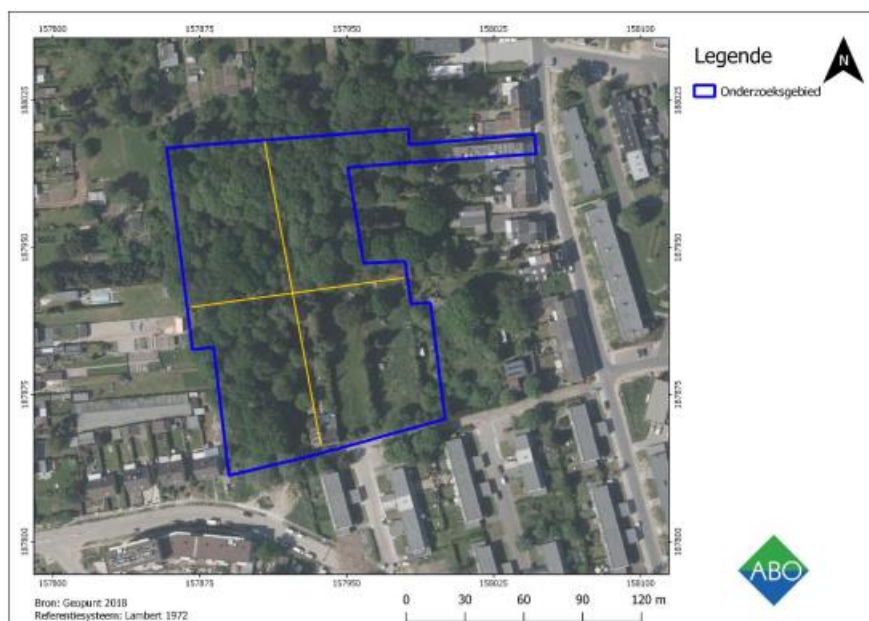 157800 157875 157950 158025 158100
Legende
N
Onderzoeksgebied
188025 188025
187950 187950
187875 187875
187800 187800
157800 157875 157950 158025 158100
ABO
Bron: Geopunt 2018
Referentiesysteem: Lambert 1972
0 30 60 90 120 m